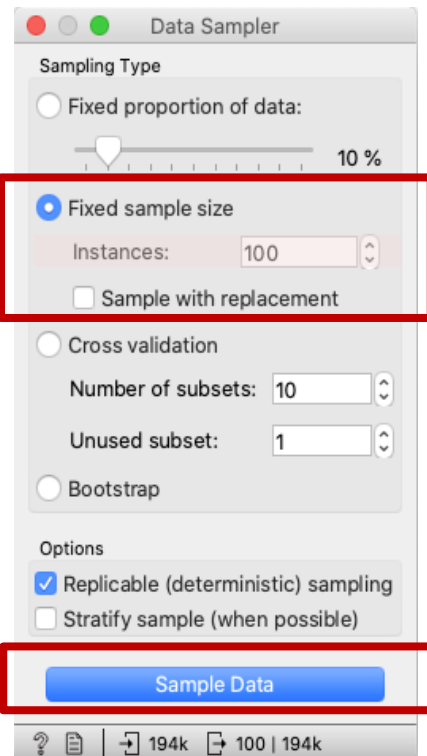 Data Sampler
Sampling Type
Fixed proportion of data:
10 %
Fixed sample size
Instances: 100
Sample with replacement
Cross validation
Number of subsets: 10
Unused subset: 1
Bootstrap
Options
Replicable (deterministic) sampling
Stratify sample (when possible)
Sample Data
? 194k 100 | 194k